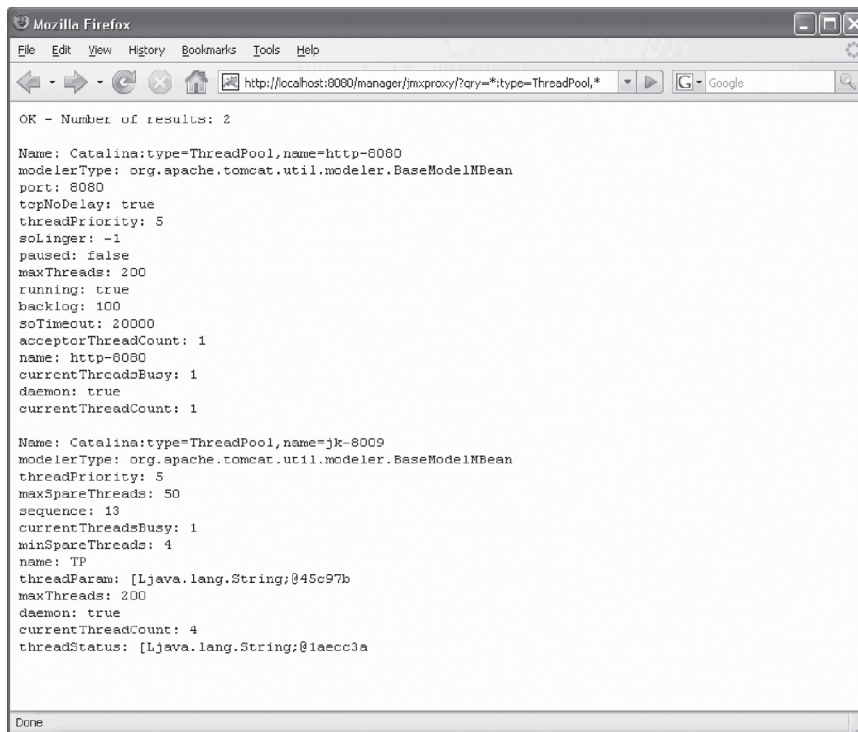 Mozilla Firefox
File Edit View History Bookmarks Tools Help
http://localhost:8080/manager/jmxproxy/?qry=*:type=ThreadPool,* G Google
OK - Number of results: 2
Name: Catalina:type=ThreadPool,name=http-8080
modelerType: org.apache.tomcat.util.modeler.BaseModelMBean
port: 8080
tcpNoDelay: true
threadPriority: 5
soLinger: -1
paused: false
maxThreads: 200
running: true
backlog: 100
soTimeout: 20000
acceptorThreadCount: 1
name: http-8080
currentThreadsBusy: 1
daemon: true
currentThreadCount: 1
Name: Catalina:type=ThreadPool,name=jk-8009
modelerType: org.apache.tomcat.util.modeler.BaseModelMBean
threadPriority: 5
maxSpareThreads: 50
sequence: 13
currentThreadsBusy: 1
minSpareThreads: 4
name: TP
threadParam: [Ljava.lang.String;@45c97b
maxThreads: 200
daemon: true
currentThreadCount: 4
threadStatus: [Ljava.lang.String;@1aecc3a
Done